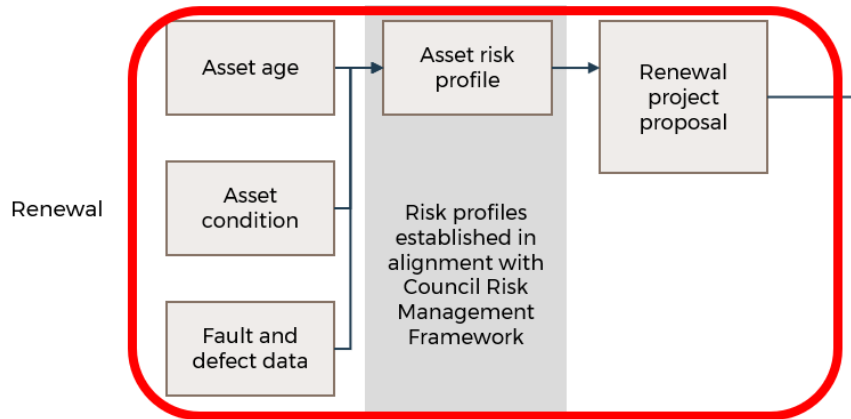 Asset age
Asset risk
profile
Renewal
project
proposal
Renewal
Asset
condition
Risk profiles
established in
alignment with
Council Risk
Management
Framework
Fault and
defect data